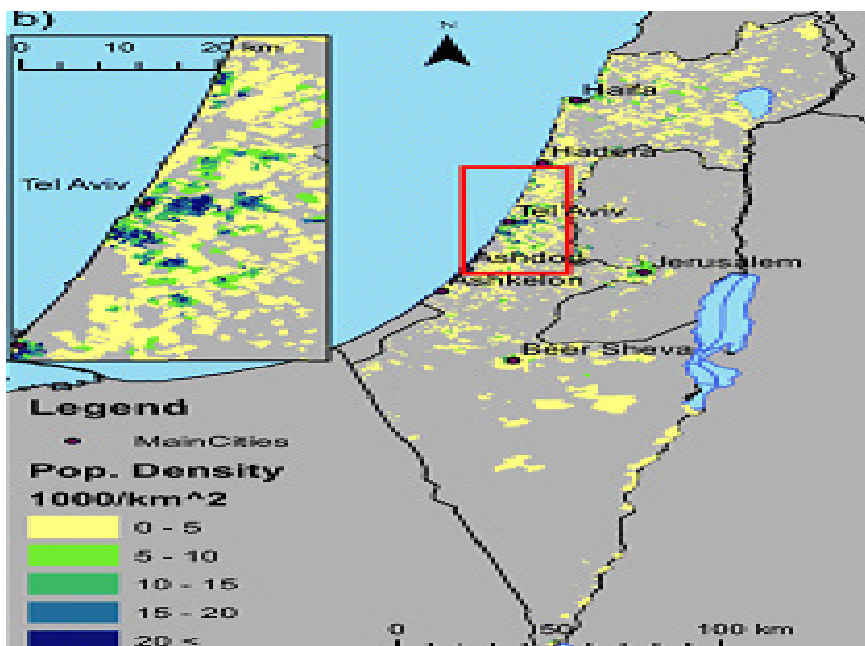 b)
0 10 20 km
N
Haifa
Hadera
Tel Aviv
Tel Aviv
Ashdod
Jerusalem
Ashkelon
Beer Sheva
Legend
MainCities
Pop. Density
1000/km^2
0 - 5
5 - 10
10 - 15
15 - 20
20 <
0 50 100 km